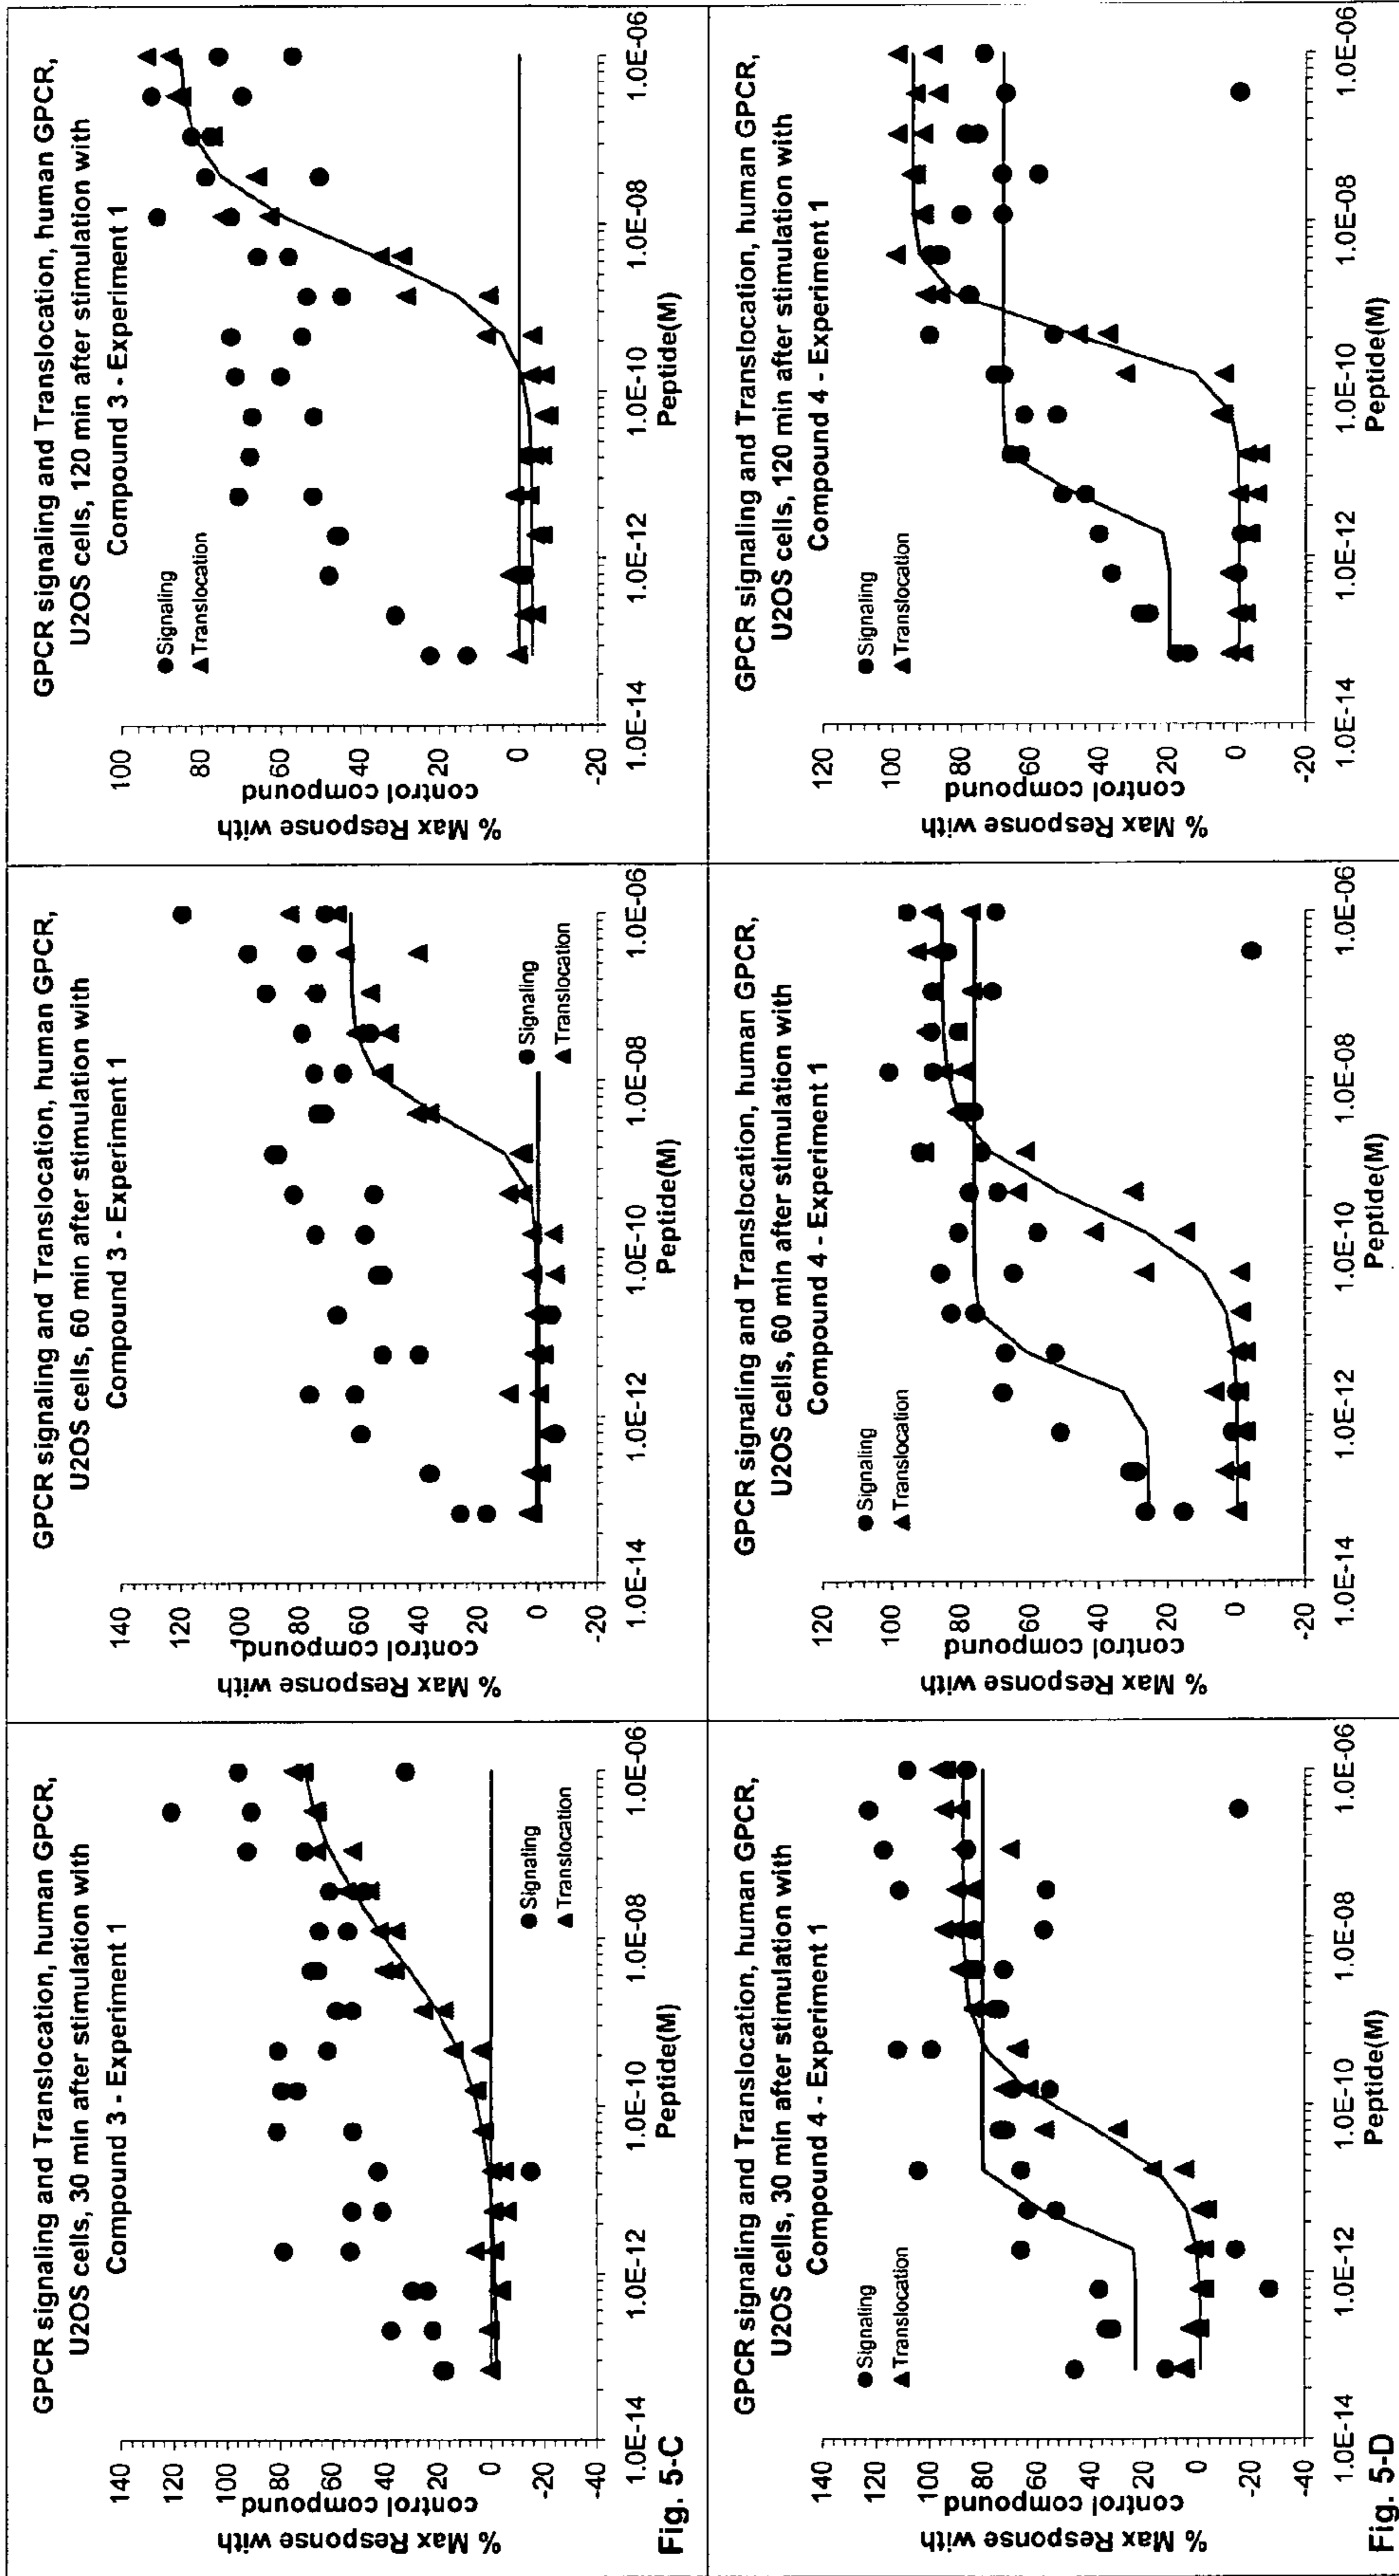 GPCR signaling and Translocation, human GPCR,
U2OS cells, 30 min after stimulation with
Compound 3 - Experiment 1
% Max Response with
control compound
140
120
100
80
60
40
20
0
-20
Signaling
Translocation
1.0E-14
1.0E-12
1.0E-10
1.0E-08
1.0E-06
Peptide(M)
GPCR signaling and Translocation, human GPCR,
U2OS cells, 60 min after stimulation with
Compound 3 - Experiment 1
% Max Response with
control compound
140
120
100
80
60
40
20
0
-20
Signaling
Translocation
1.0E-14
1.0E-12
1.0E-10
1.0E-08
1.0E-06
Peptide(M)
GPCR signaling and Translocation, human GPCR,
U2OS cells, 120 min after stimulation with
Compound 3 - Experiment 1
% Max Response with
control compound
100
80
60
40
20
0
-20
Signaling
Translocation
1.0E-14
1.0E-12
1.0E-10
1.0E-08
1.0E-06
Peptide(M)
Fig. 5-C
GPCR signaling and Translocation, human GPCR,
U2OS cells, 30 min after stimulation with
Compound 4 - Experiment 1
% Max Response with
control compound
140
120
100
80
60
40
20
0
-20
-40
Signaling
Translocation
1.0E-14
1.0E-12
1.0E-10
1.0E-08
1.0E-06
Peptide(M)
GPCR signaling and Translocation, human GPCR,
U2OS cells, 60 min after stimulation with
Compound 4 - Experiment 1
% Max Response with
control compound
120
100
80
60
40
20
0
-20
Signaling
Translocation
1.0E-14
1.0E-12
1.0E-10
1.0E-08
1.0E-06
Peptide(M)
GPCR signaling and Translocation, human GPCR,
U2OS cells, 120 min after stimulation with
Compound 4 - Experiment 1
% Max Response with
control compound
120
100
80
60
40
20
0
-20
Signaling
Translocation
1.0E-14
1.0E-12
1.0E-10
1.0E-08
1.0E-06
Peptide(M)
Fig. 5-D